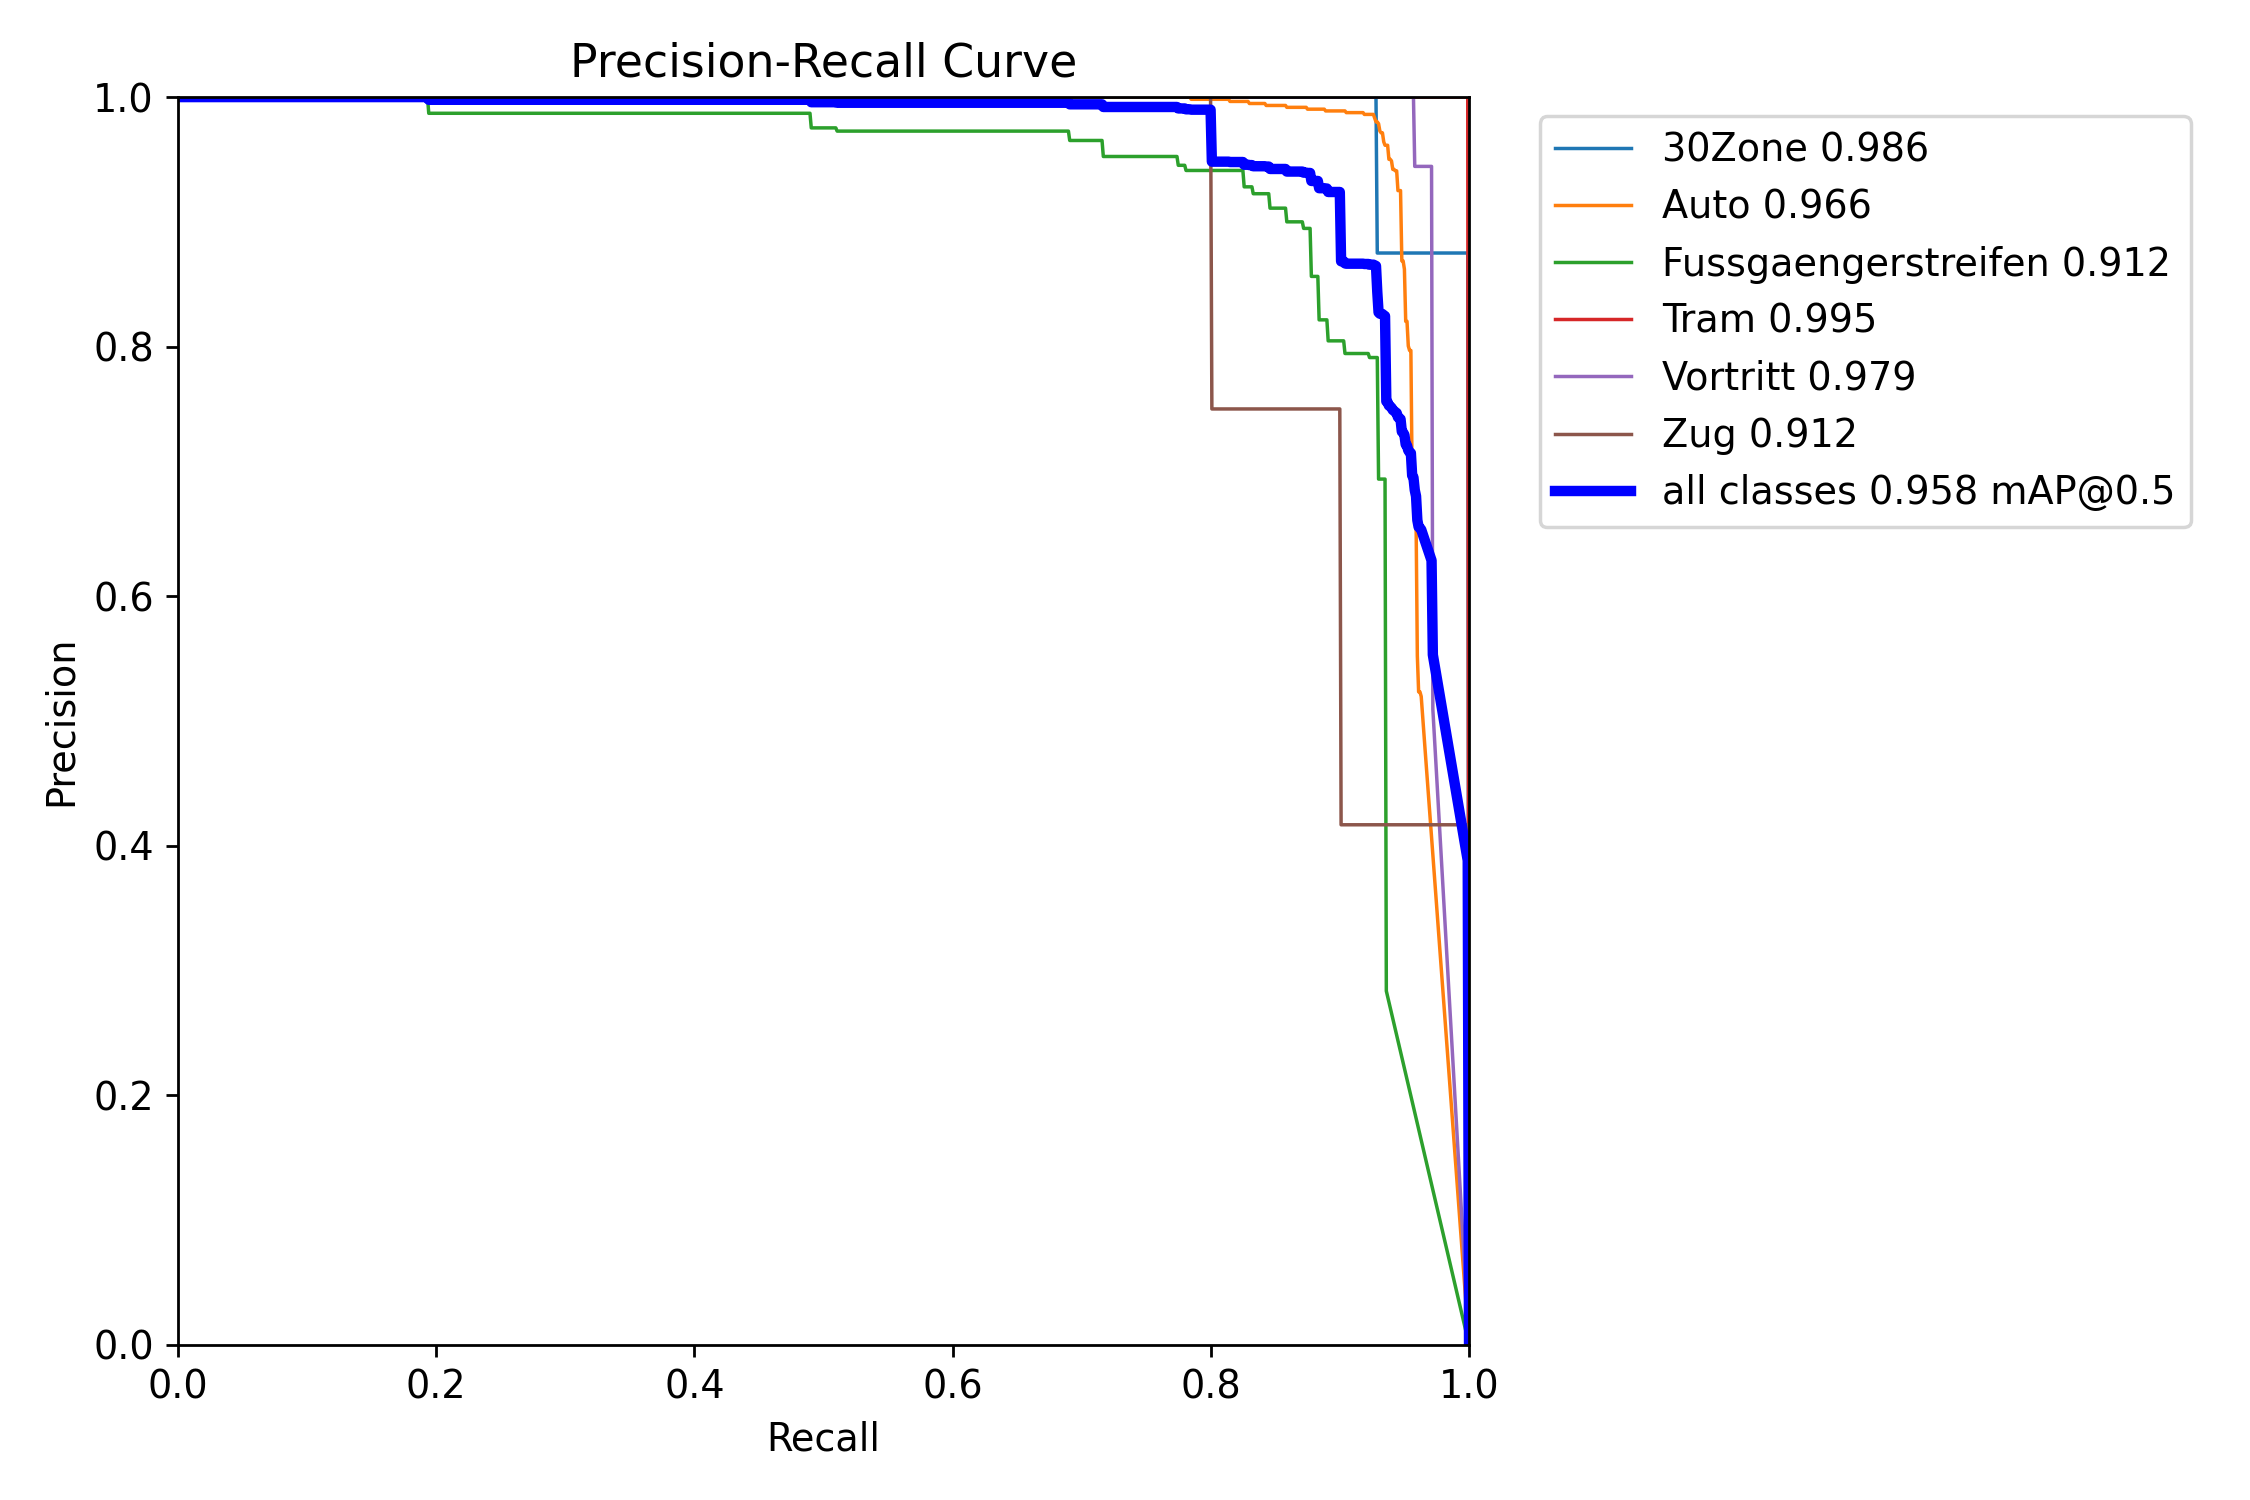 Precision-Recall Curve
1.0
0.8
0.6
0.4
0.2
0.0
Precision
0.0 0.2 0.4 0.6 0.8 1.0
Recall
30Zone 0.986
Auto 0.966
Fussgaengerstreifen 0.912
Tram 0.995
Vortritt 0.979
Zug 0.912
all classes 0.958 mAP@0.5